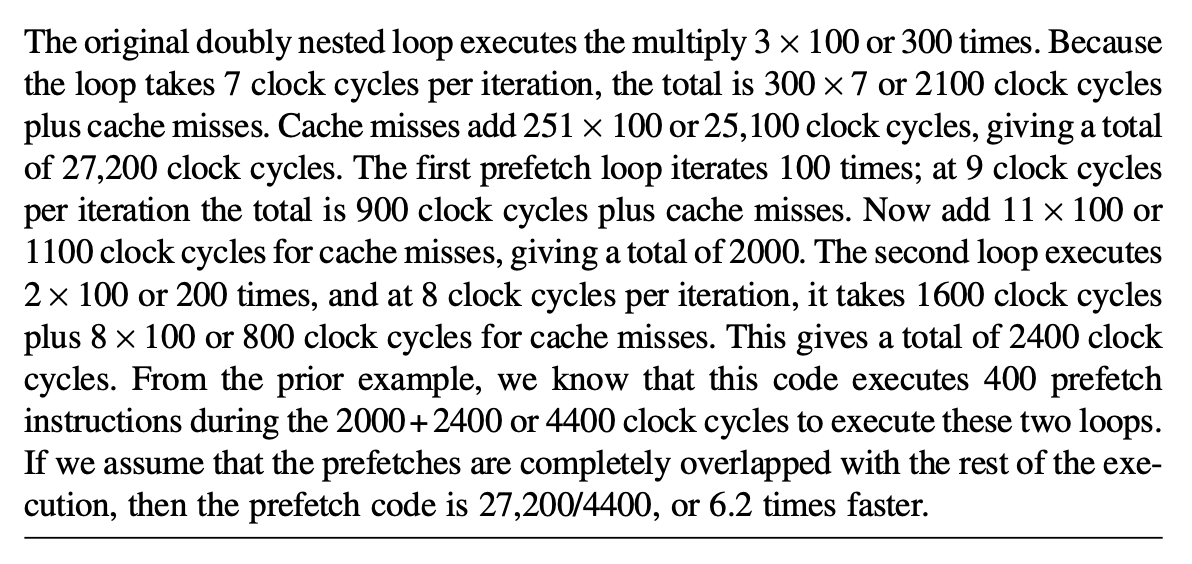 The original doubly nested loop executes the multiply 3 × 100 or 300 times. Because
the loop takes 7 clock cycles per iteration, the total is 300 × 7 or 2100 clock cycles
plus cache misses. Cache misses add 251 × 100 or 25,100 clock cycles, giving a total
of 27,200 clock cycles. The first prefetch loop iterates 100 times; at 9 clock cycles
per iteration the total is 900 clock cycles plus cache misses. Now add 11 × 100 or
1100 clock cycles for cache misses, giving a total of 2000. The second loop executes
2 × 100 or 200 times, and at 8 clock cycles per iteration, it takes 1600 clock cycles
plus 8 × 100 or 800 clock cycles for cache misses. This gives a total of 2400 clock
cycles. From the prior example, we know that this code executes 400 prefetch
instructions during the 2000+2400 or 4400 clock cycles to execute these two loops.
If we assume that the prefetches are completely overlapped with the rest of the exe-
cution, then the prefetch code is 27,200/4400, or 6.2 times faster.